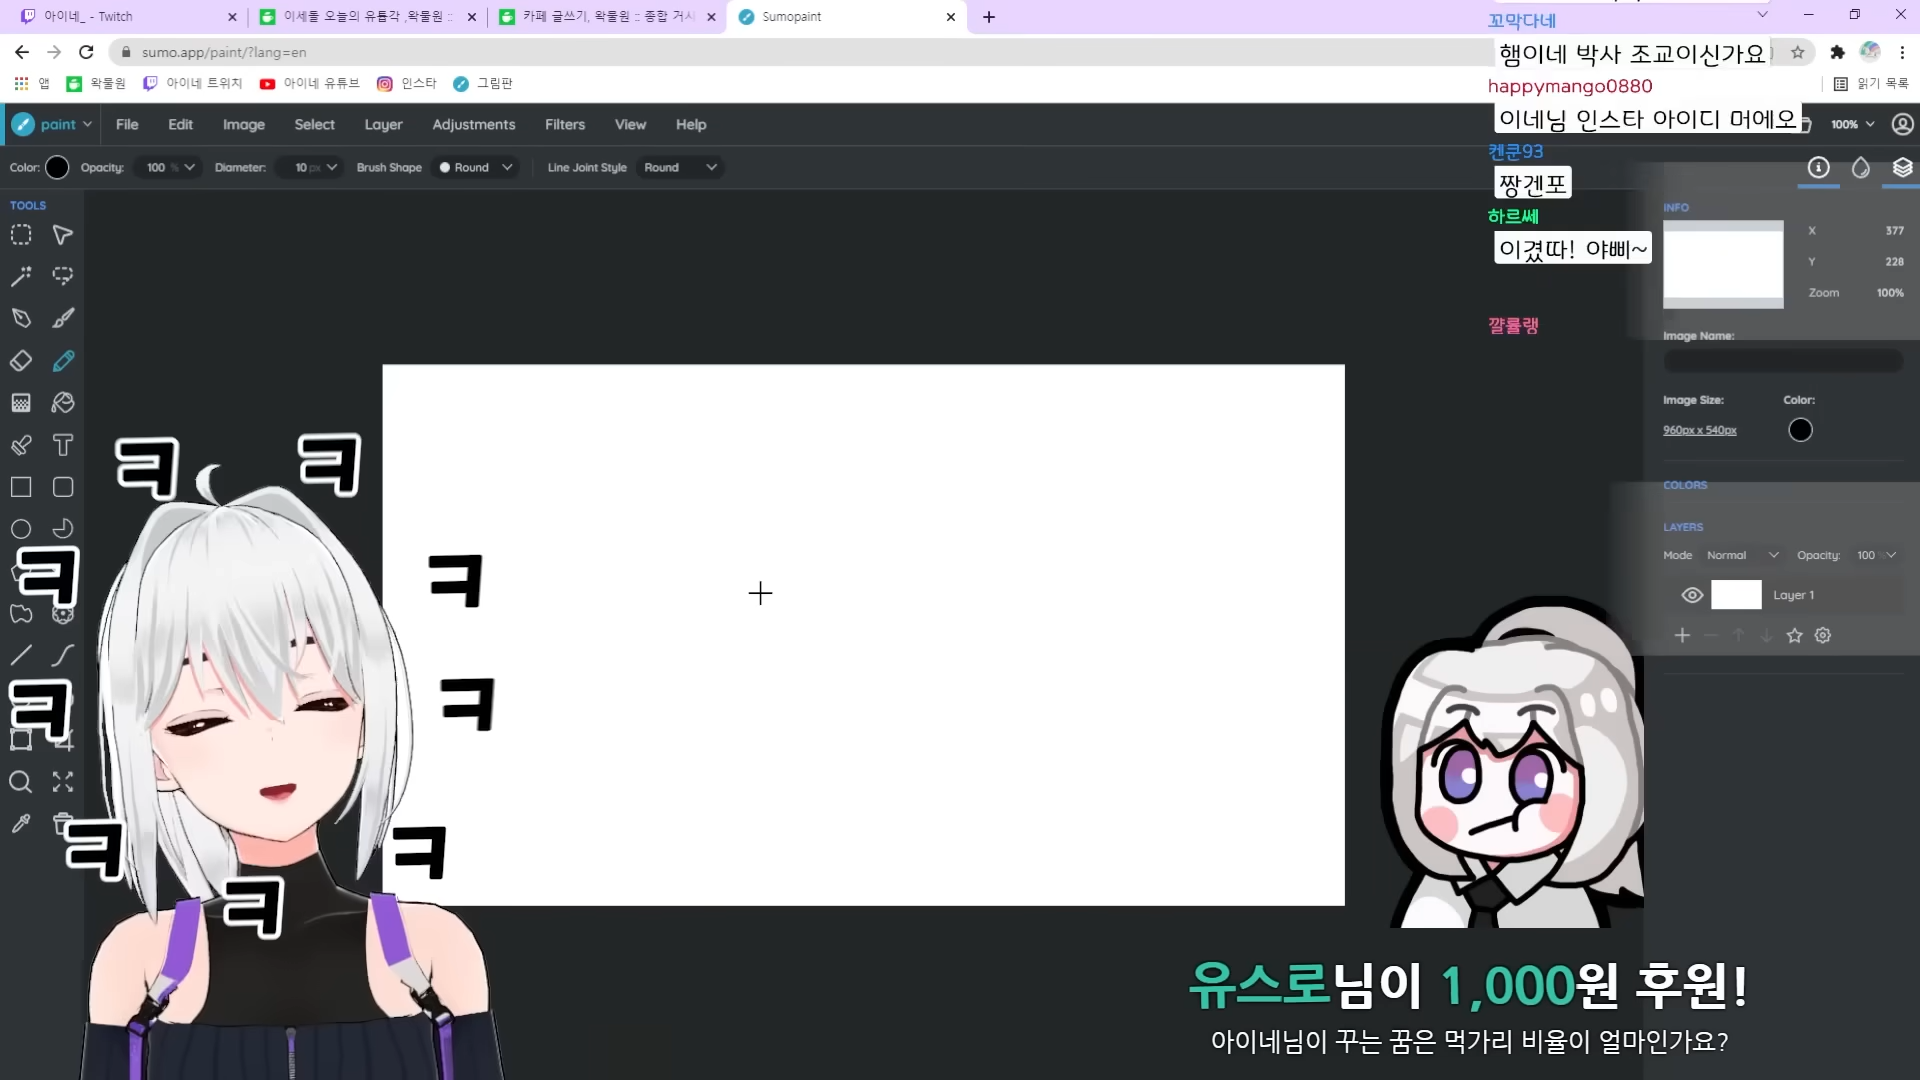 아이네_ - Twitch
이세돌 오늘의 유튭각 ,왁물원 ::
카페 글쓰기, 왁물원 :: 종합 거시
Sumopaint
sumo.app/paint/?lang=en
앱
왁물원
아이네 트위치
아이네 유튜브
인스타
그림판
읽기 목록
paint
File
Edit
Image
Select
Layer
Adjustments
Filters
View
Help
100%
Color:
Opacity:
100 %
Diameter:
10 px
Brush Shape
Round
Line Joint Style
Round
TOOLS
꼬막다네
햄이네 박사 조교이신가요
happymango0880
이네님 인스타 아이디 머에오
켄쿤93
짱겐포
하르쎄
이겼따! 야삐~
꺌률랭
INFO
X 377
Y 228
Zoom 100%
Image Name:
Image Size:
Color:
960px x 540px
COLORS
LAYERS
Mode
Normal
Opacity:
100
Layer 1
ㅋ
ㅋ
ㅋ
ㅋ
ㅋ
ㅋ
ㅋ
ㅋ
ㅋ
유스로님이 1,000원 후원!
아이네님이 꾸는 꿈은 먹가리 비율이 얼마인가요?